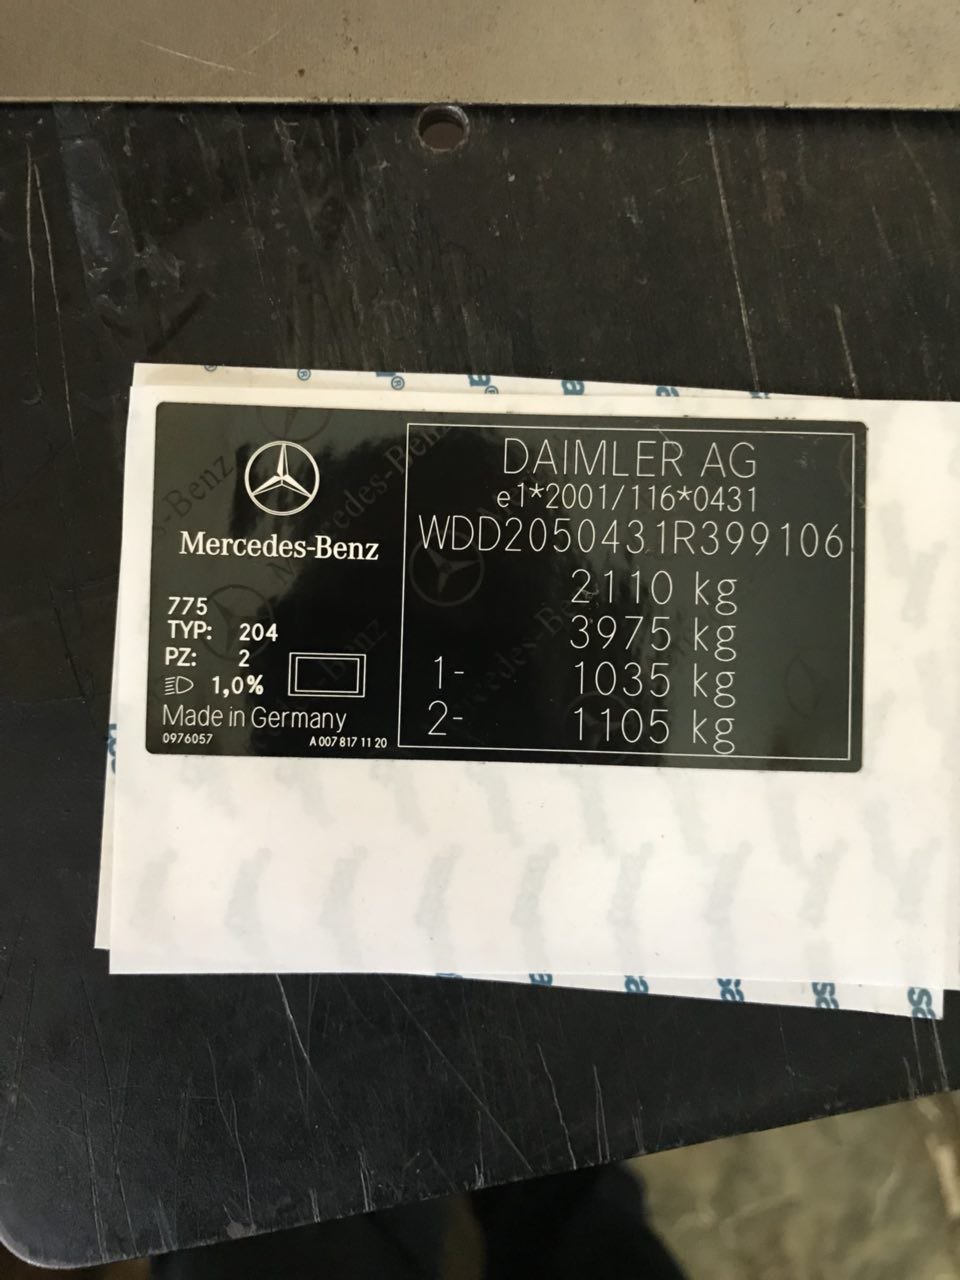 Mercedes-Benz
775
TYP: 204
PZ: 2
1,0%
Made in Germany
0976057 A 007 817 11 20
DAIMLER AG
e1*2001/116*0431
WDD2050431R399106
2110 kg
3975 kg
1- 1035 kg
2- 1105 kg